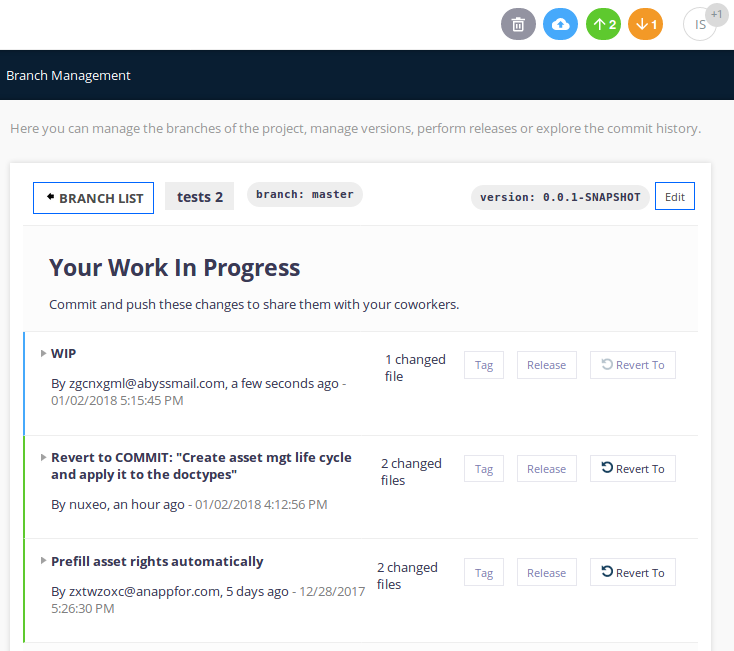 2
1
IS
+1
Branch Management
Here you can manage the branches of the project, manage versions, perform releases or explore the commit history.
BRANCH LIST
tests 2
branch: master
version: 0.0.1-SNAPSHOT
Edit
Your Work In Progress
Commit and push these changes to share them with your coworkers.
WIP
By zgcnxgml@abyssmail.com, a few seconds ago -
01/02/2018 5:15:45 PM
1 changed
file
Tag
Release
Revert To
Revert to COMMIT: "Create asset mgt life cycle
and apply it to the doctypes"
By nuxeo, an hour ago - 01/02/2018 4:12:56 PM
2 changed
files
Tag
Release
Revert To
Prefill asset rights automatically
By zxtwzoxc@anappfor.com, 5 days ago - 12/28/2017
5:26:30 PM
2 changed
files
Tag
Release
Revert To